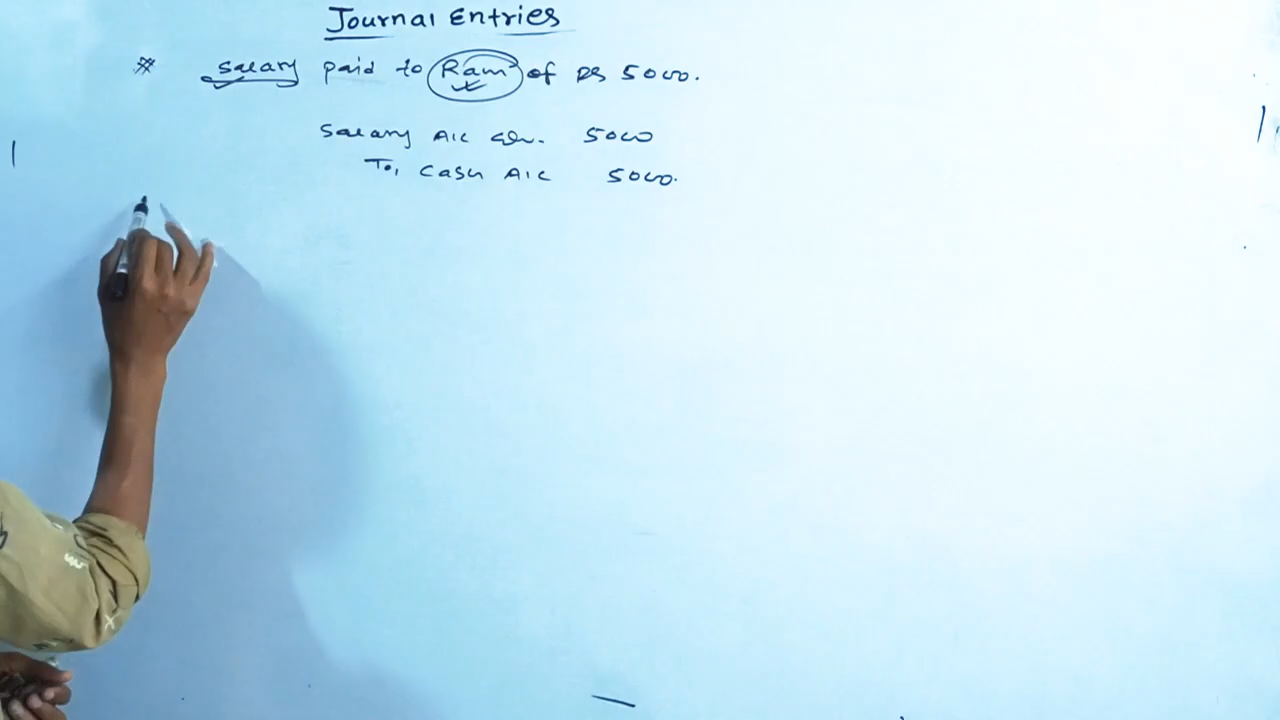 Journal Entries
* Salary paid to Ram of Rs 5000.
Salary A/c Dr. 5000
To, Cash A/c 5000.